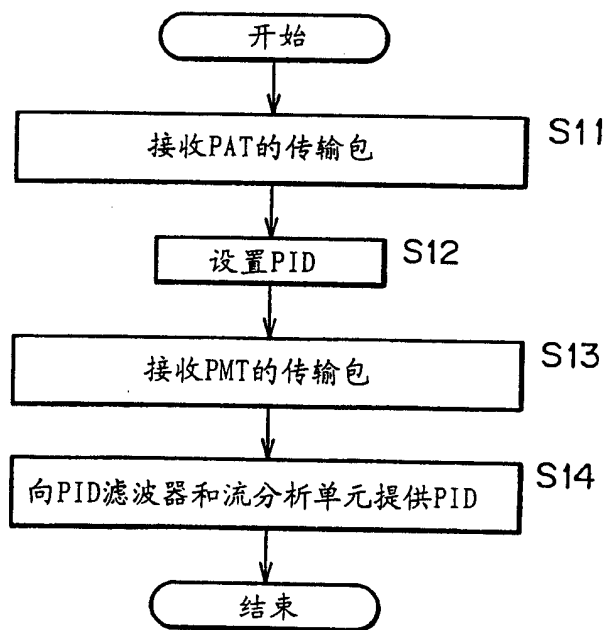 开始
接收PAT的传输包
S11
设置PID
S12
接收PMT的传输包
S13
向PID滤波器和流分析单元提供PID
S14
结束